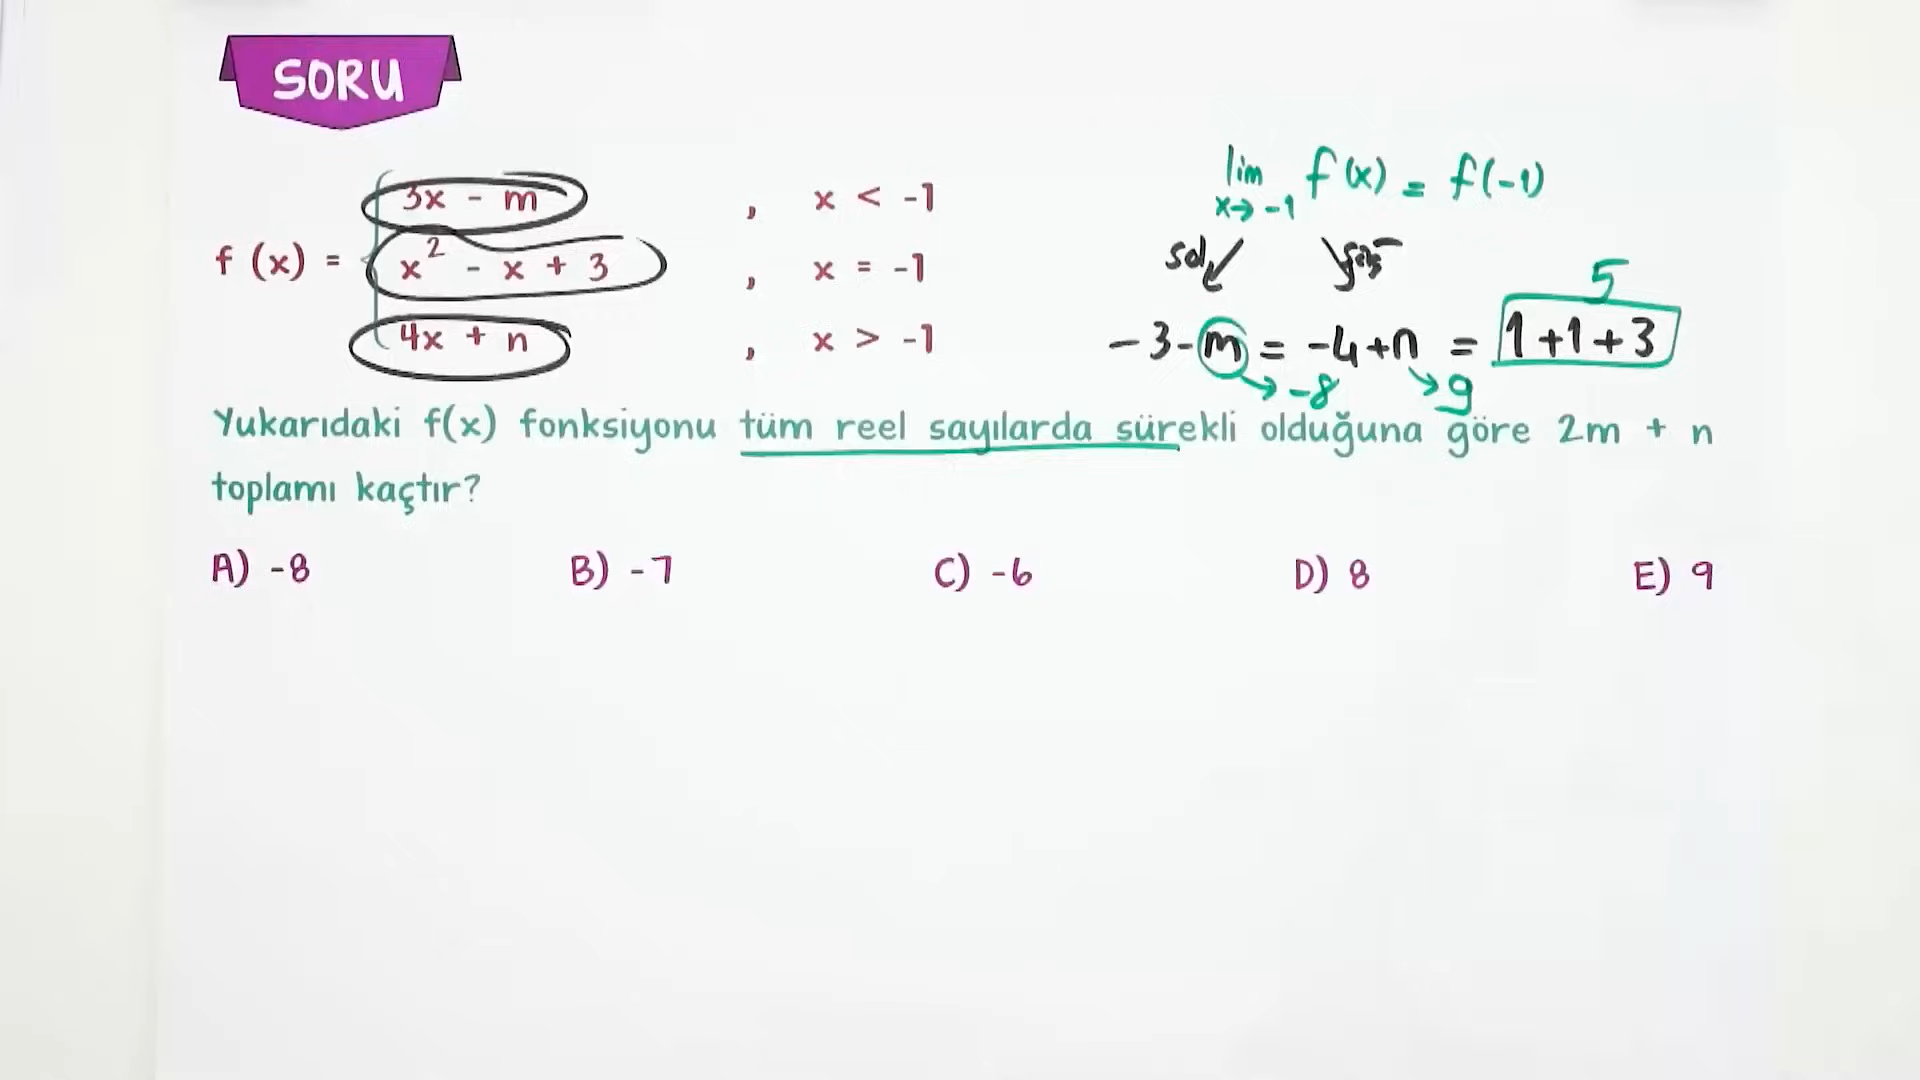 SORU
3x - m , x < -1
f (x) = x² - x + 3 , x = -1
4x + n , x > -1
lim f(x) = f(-1)
x→-1
sol sağ
-3-m = -4+n = 1+1+3
5
→-8 →9
Yukarıdaki f(x) fonksiyonu tüm reel sayılarda sürekli olduğuna göre 2m + n
toplamı kaçtır?
A) -8 B) -7 C) -6 D) 8 E) 9